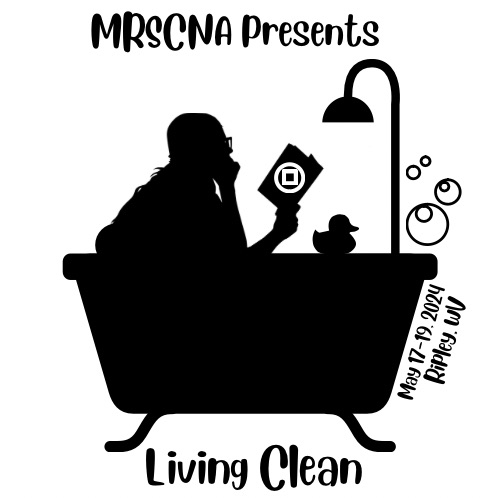 MRSCNA Presents
May 17-19, 2024
Ripley, WV
Living Clean